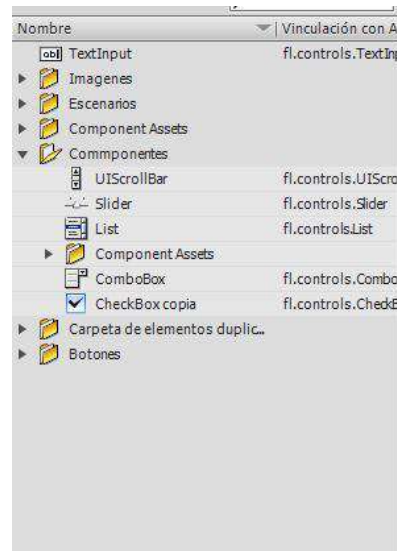 Nombre Vinculación con A
TextInput fl.controls.TextInp
Imagenes
Escenarios
Component Assets
Commponentes
UIScrollBar fl.controls.UIScro
Slider fl.controls.Slider
List fl.controls.List
Component Assets
ComboBox fl.controls.Combo
CheckBox copia fl.controls.CheckB
Carpeta de elementos duplic...
Botones